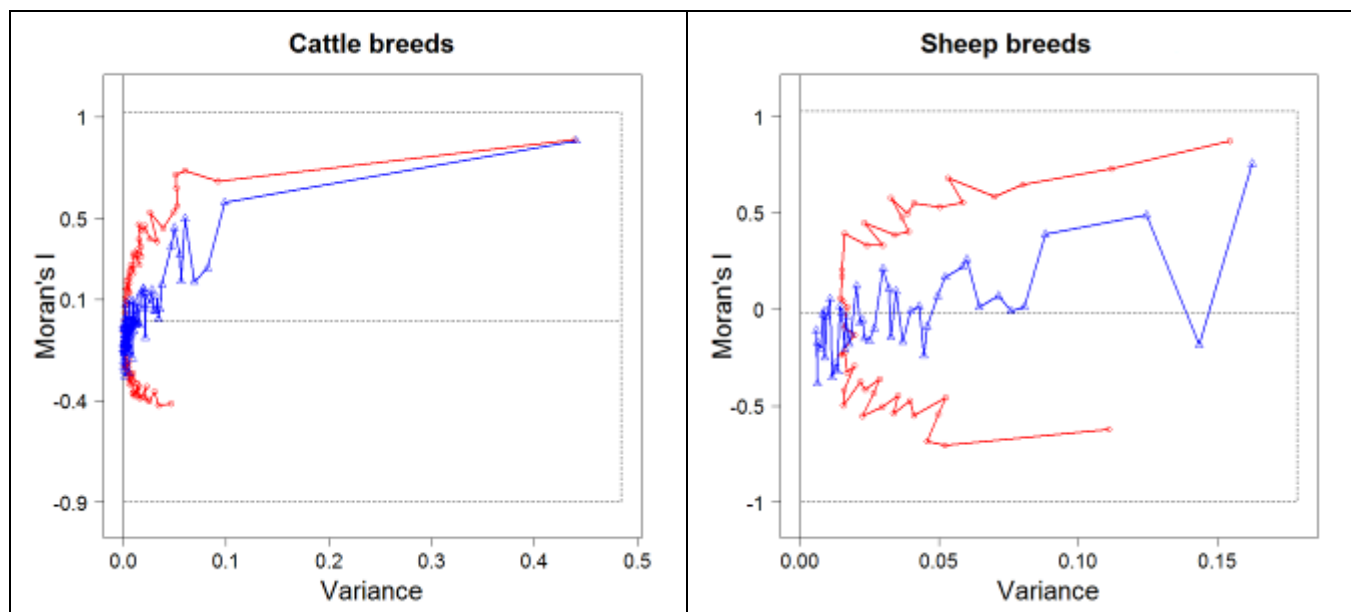 Cattle breeds
Moran's I
1
0.5
0.1
-0.4
-0.9
0.0 0.1 0.2 0.3 0.4 0.5
Variance
Sheep breeds
Moran's I
1
0.5
0
-0.5
-1
0.00 0.05 0.10 0.15
Variance